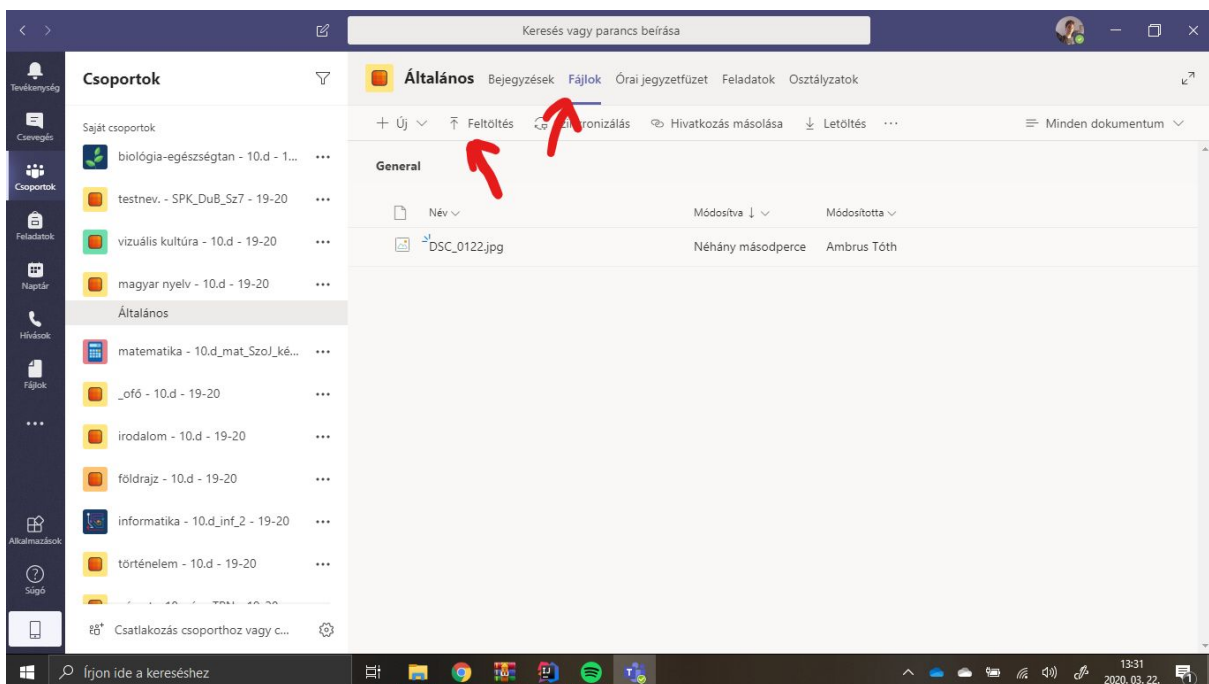 Keresés vagy parancs beírása
Tevékenység
Csevegés
Csoportok
Feladatok
Naptár
Hívások
Fájlok
Alkalmazások
Súgó
Csoportok
Saját csoportok
biológia-egészségtan - 10.d - 1...
testnev. - SPK_DuB_Sz7 - 19-20
vizuális kultúra - 10.d - 19-20
magyar nyelv - 10.d - 19-20
Általános
matematika - 10.d_mat_SzoJ_ké...
_ofő - 10.d - 19-20
irodalom - 10.d - 19-20
földrajz - 10.d - 19-20
informatika - 10.d_inf_2 - 19-20
történelem - 10.d - 19-20
Csatlakozás csoporthoz vagy c...
Általános Bejegyzések Fájlok Órai jegyzetfüzet Feladatok Osztályzatok
Új Feltöltés Hivatkozás másolása Letöltés ... Minden dokumentum
General
Név Módosítva Módosította
DSC_0122.jpg Néhány másodperce Ambrus Tóth
Írjon ide a kereséshez
13:31
2020. 03. 22.